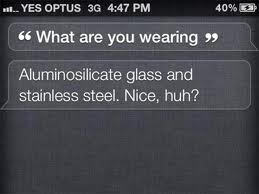 YES OPTUS 3G 4:47 PM 40%
“ What are you wearing ”
Aluminosilicate glass and
stainless steel. Nice, huh?